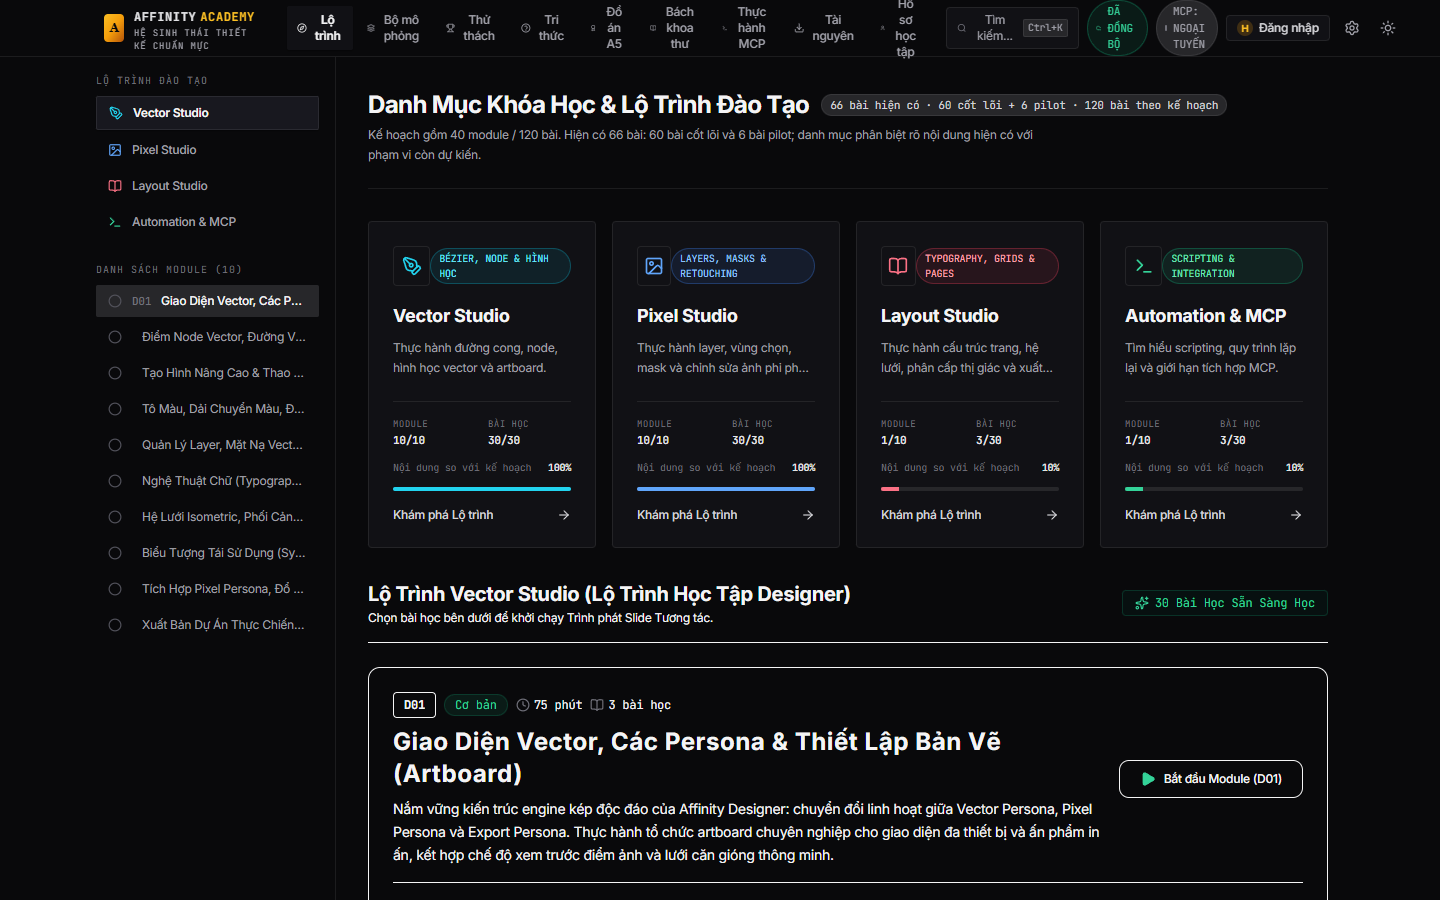 A
AFFINITY ACADEMY
HỆ SINH THÁI THIẾT
KẾ CHUẨN MỰC
Lộ
trình
Bộ mô
phỏng
Thử
thách
Tri
thức
Đồ
án
A5
Bách
khoa
thư
Thực
hành
MCP
Tài
nguyên
Hồ
sơ
học
tập
Tìm
kiếm...
Ctrl+K
ĐÃ
ĐỒNG
BỘ
MCP:
NGOẠI
TUYẾN
H
Đăng nhập
LỘ TRÌNH ĐÀO TẠO
Vector Studio
Pixel Studio
Layout Studio
Automation & MCP
DANH SÁCH MODULE (10)
D01 Giao Diện Vector, Các P...
Điểm Node Vector, Đường V...
Tạo Hình Nâng Cao & Thao ...
Tô Màu, Dải Chuyển Màu, Đ...
Quản Lý Layer, Mặt Nạ Vect...
Nghệ Thuật Chữ (Typograp...
Hệ Lưới Isometric, Phối Cản...
Biểu Tượng Tái Sử Dụng (Sy...
Tích Hợp Pixel Persona, Đổ ...
Xuất Bản Dự Án Thực Chiến...
Danh Mục Khóa Học & Lộ Trình Đào Tạo
66 bài hiện có · 60 cốt lõi + 6 pilot · 120 bài theo kế hoạch
Kế hoạch gồm 40 module / 120 bài. Hiện có 66 bài: 60 bài cốt lõi và 6 bài pilot; danh mục phân biệt rõ nội dung hiện có với
phạm vi còn dự kiến.
BÉZIER, NODE & HÌNH
HỌC
Vector Studio
Thực hành đường cong, node,
hình học vector và artboard.
MODULE
BÀI HỌC
10/10
30/30
Nội dung so với kế hoạch 100%
Khám phá Lộ trình
LAYERS, MASKS &
RETOUCHING
Pixel Studio
Thực hành layer, vùng chọn,
mask và chỉnh sửa ảnh phi ph...
MODULE
BÀI HỌC
10/10
30/30
Nội dung so với kế hoạch 100%
Khám phá Lộ trình
TYPOGRAPHY, GRIDS &
PAGES
Layout Studio
Thực hành cấu trúc trang, hệ
lưới, phân cấp thị giác và xuất...
MODULE
BÀI HỌC
1/10
3/30
Nội dung so với kế hoạch 10%
Khám phá Lộ trình
SCRIPTING &
INTEGRATION
Automation & MCP
Tìm hiểu scripting, quy trình lặp
lại và giới hạn tích hợp MCP.
MODULE
BÀI HỌC
1/10
3/30
Nội dung so với kế hoạch 10%
Khám phá Lộ trình
Lộ Trình Vector Studio (Lộ Trình Học Tập Designer)
Chọn bài học bên dưới để khởi chạy Trình phát Slide Tương tác.
30 Bài Học Sẵn Sàng Học
D01
Cơ bản
75 phút
3 bài học
Giao Diện Vector, Các Persona & Thiết Lập Bản Vẽ
(Artboard)
Nắm vững kiến trúc engine kép độc đáo của Affinity Designer: chuyển đổi linh hoạt giữa Vector Persona, Pixel
Persona và Export Persona. Thực hành tổ chức artboard chuyên nghiệp cho giao diện đa thiết bị và ấn phẩm in
ấn, kết hợp chế độ xem trước điểm ảnh và lưới căn gióng thông minh.
Bắt đầu Module (D01)